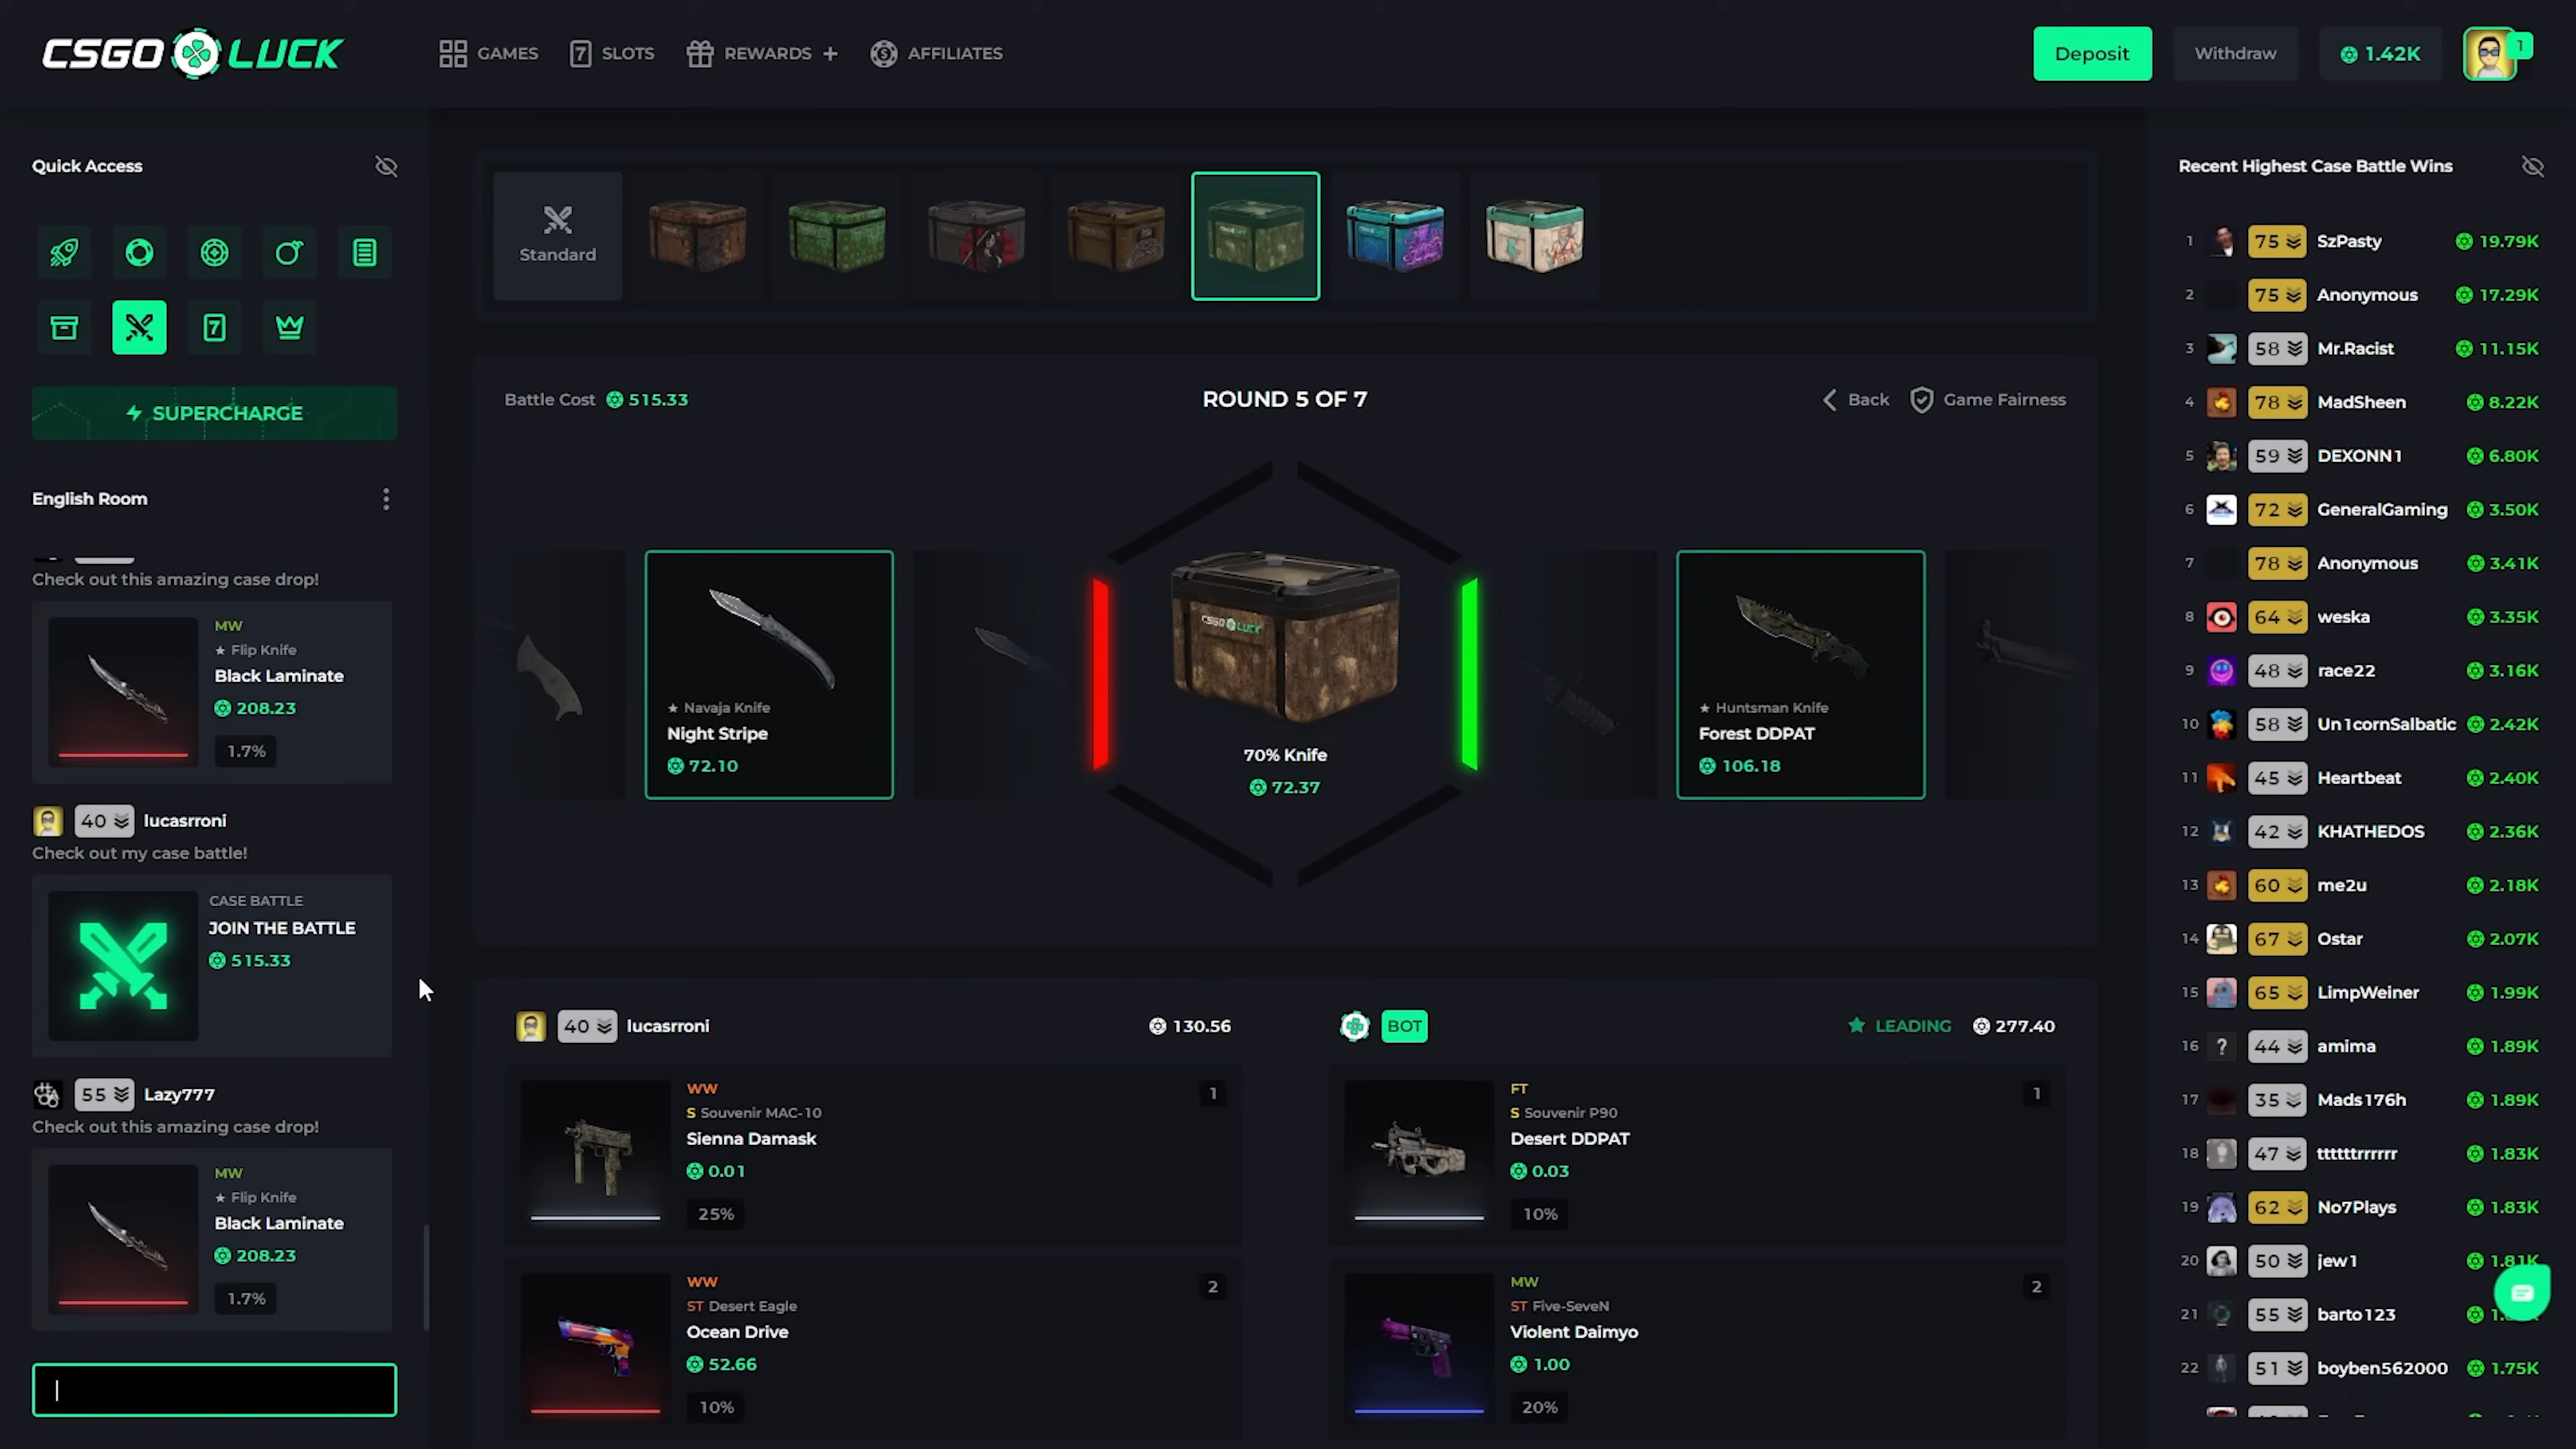 CSGO LUCK
GAMES
7 SLOTS
REWARDS +
AFFILIATES
Deposit
Withdraw
1.42K
1
Quick Access
7
SUPERCHARGE
English Room
Check out this amazing case drop!
MW
★ Flip Knife
Black Laminate
208.23
1.7%
40 lucasrroni
Check out my case battle!
CASE BATTLE
JOIN THE BATTLE
515.33
55 Lazy777
Check out this amazing case drop!
MW
★ Flip Knife
Black Laminate
208.23
1.7%
Standard
Battle Cost 515.33
ROUND 5 OF 7
Back
Game Fairness
★ Navaja Knife
Night Stripe
72.10
CSGO LUCK
70% Knife
72.37
★ Huntsman Knife
Forest DDPAT
106.18
40 lucasrroni
130.56
WW
S Souvenir MAC-10
Sienna Damask
0.01
25%
1
WW
ST Desert Eagle
Ocean Drive
52.66
10%
2
BOT
★ LEADING
277.40
FT
S Souvenir P90
Desert DDPAT
0.03
10%
1
MW
ST Five-SeveN
Violent Daimyo
1.00
20%
2
Recent Highest Case Battle Wins
1 75 SzPasty 19.79K
2 75 Anonymous 17.29K
3 58 Mr.Racist 11.15K
4 78 MadSheen 8.22K
5 59 DEXONN1 6.80K
6 72 GeneralGaming 3.50K
7 78 Anonymous 3.41K
8 64 weska 3.35K
9 48 race22 3.16K
10 58 Un1cornSalbatic 2.42K
11 45 Heartbeat 2.40K
12 42 KHATHEDOS 2.36K
13 60 me2u 2.18K
14 67 Ostar 2.07K
15 65 LimpWeiner 1.99K
16 ? 44 amima 1.89K
17 35 Mads176h 1.89K
18 47 ttttttrrrrrr 1.83K
19 62 No7Plays 1.83K
20 50 jew1 1.81K
21 55 barto123
22 51 boyben562000 1.75K